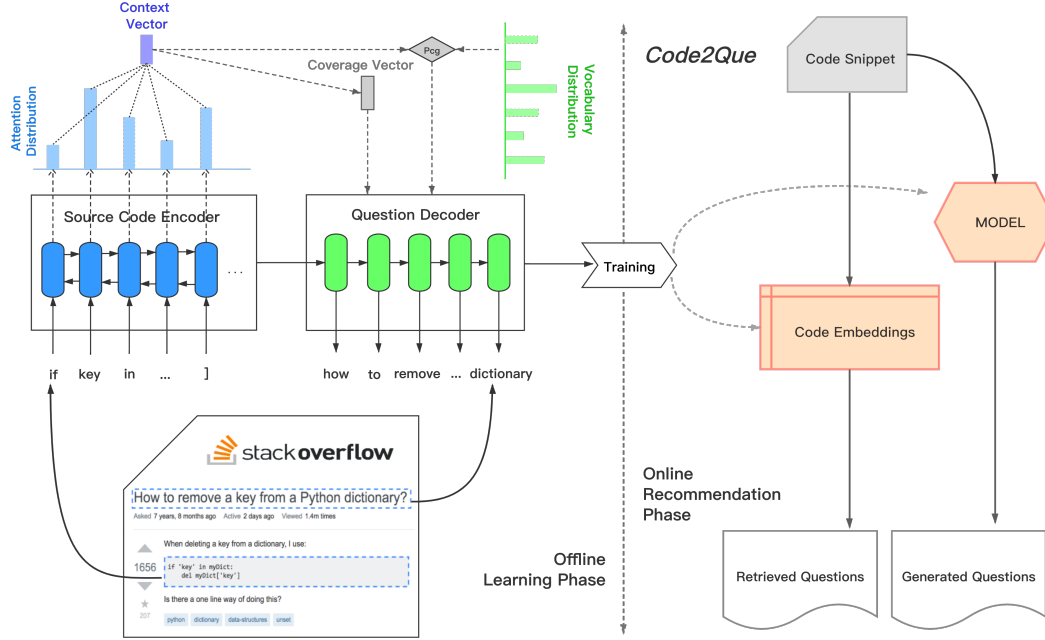 Context
Vector
Attention
Distribution
Pcg
Coverage Vector
Vocabulary
Distribution
Source Code Encoder
...
Question Decoder
if
key
in
...
]
how
to
remove
...
dictionary
stackoverflow
How to remove a key from a Python dictionary?
Asked 7 years, 8 months ago Active 2 days ago Viewed 1.4m times
When deleting a key from a dictionary, I use:
1656
if 'key' in myDict:
del myDict['key']
Is there a one line way of doing this?
207
python dictionary data-structures unset
Training
Offline
Learning Phase
Code2Que
Code Snippet
MODEL
Code Embeddings
Online
Recommendation
Phase
Retrieved Questions
Generated Questions